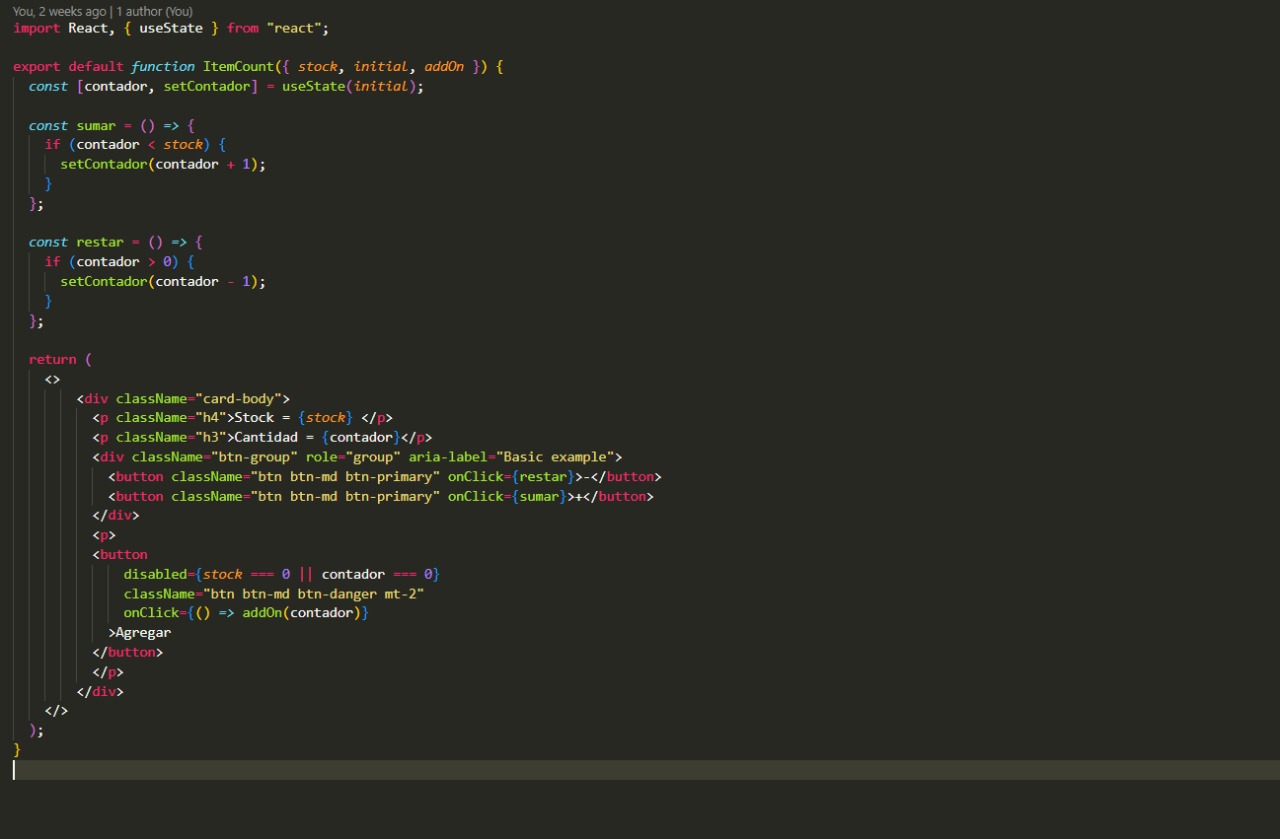 You, 2 weeks ago | 1 author (You)
import React, { useState } from "react";
export default function ItemCount({ stock, initial, addOn }) {
const [contador, setContador] = useState(initial);
const sumar = () => {
if (contador < stock) {
setContador(contador + 1);
}
};
const restar = () => {
if (contador > 0) {
setContador(contador - 1);
}
};
return (
<>
<div className="card-body">
<p className="h4">Stock = {stock} </p>
<p className="h3">Cantidad = {contador}</p>
<div className="btn-group" role="group" aria-label="Basic example">
<button className="btn btn-md btn-primary" onClick={restar}>-</button>
<button className="btn btn-md btn-primary" onClick={sumar}>+</button>
</div>
<p>
<button
disabled={stock === 0 || contador === 0}
className="btn btn-md btn-danger mt-2"
onClick={() => addOn(contador)}
>Agregar
</button>
</p>
</div>
</>
);
}